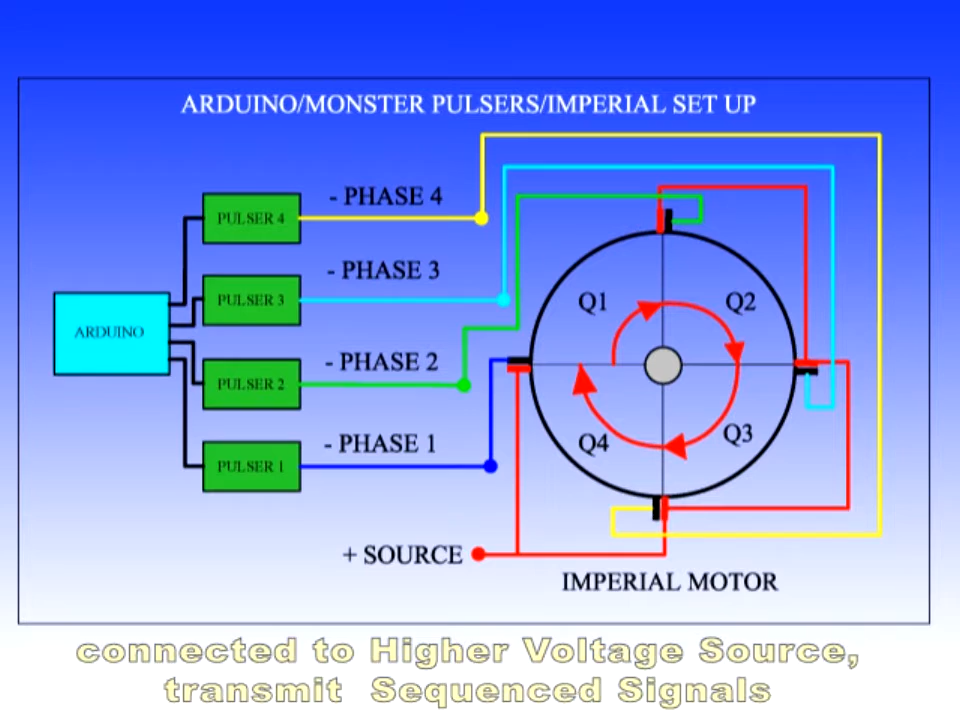 ARDUINO/MONSTER PULSERS/IMPERIAL SET UP
- PHASE 4
PULSER 4
- PHASE 3
PULSER 3
Q1
Q2
ARDUINO
- PHASE 2
PULSER 2
Q4
Q3
- PHASE 1
PULSER 1
+ SOURCE
IMPERIAL MOTOR
connected to Higher Voltage Source,
transmit Sequenced Signals